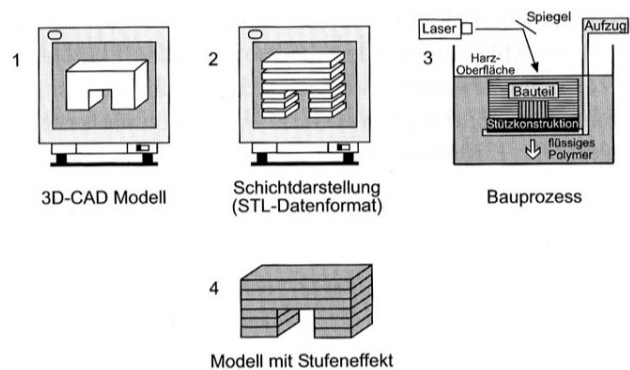 1
3D-CAD Modell
2
Schichtdarstellung
(STL-Datenformat)
3
Laser
Spiegel
Aufzug
Harz-
Oberfläche
Bauteil
Stützkonstruktion
flüssiges
Polymer
Bauprozess
4
Modell mit Stufeneffekt